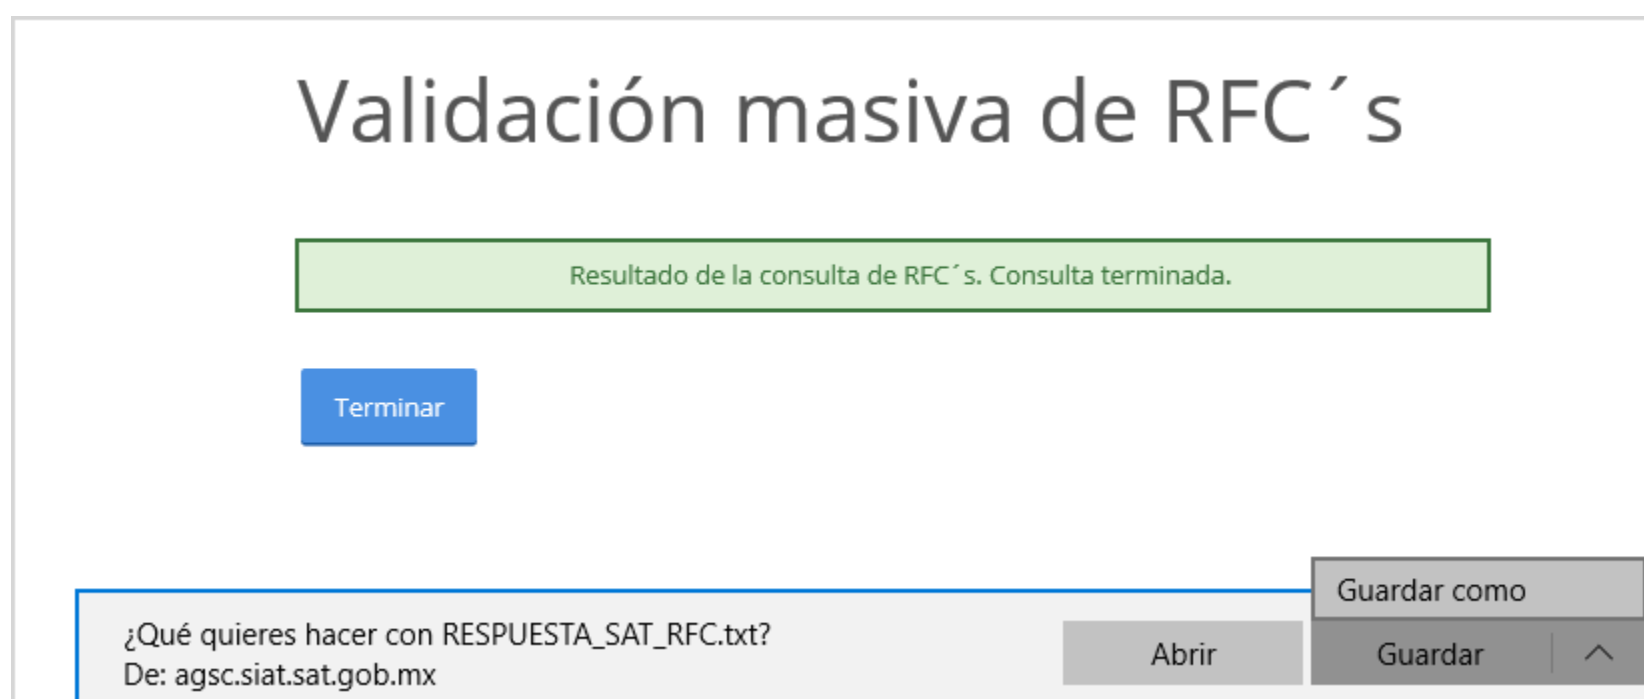 Validación masiva de RFC´s
Resultado de la consulta de RFC´s. Consulta terminada.
Terminar
Guardar como
¿Qué quieres hacer con RESPUESTA_SAT_RFC.txt?
De: agsc.siat.sat.gob.mx
Abrir
Guardar